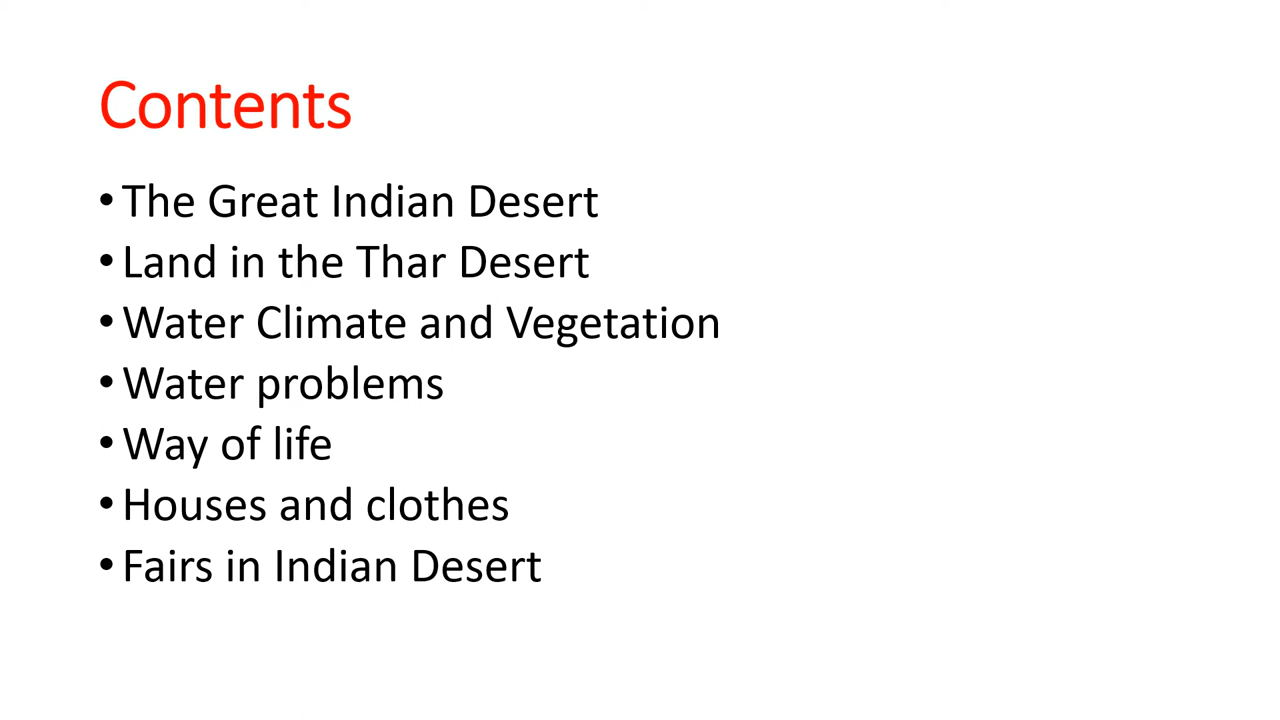 Contents
• The Great Indian Desert
• Land in the Thar Desert
• Water Climate and Vegetation
• Water problems
• Way of life
• Houses and clothes
• Fairs in Indian Desert